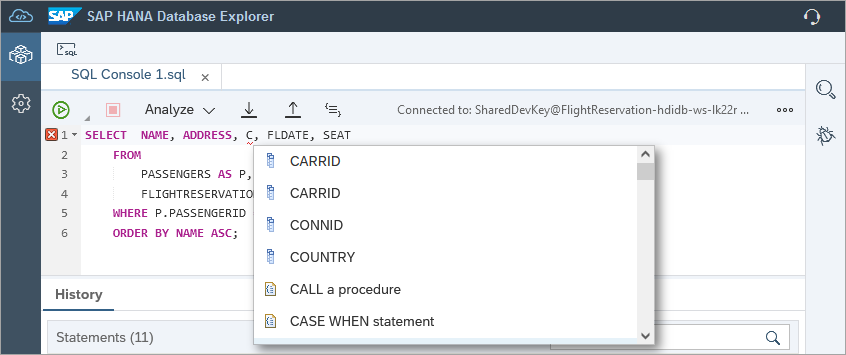 SAP SAP HANA Database Explorer
SQL
SQL Console 1.sql ×
Analyze Connected to: SharedDevKey@FlightReservation-hdidb-ws-lk22r ...
1 SELECT NAME, ADDRESS, C, FLDATE, SEAT
2 FROM
3 PASSENGERS AS P,
4
5 WHERE P.PASSENGERID
6 ORDER BY NAME ASC;
CARRID
CARRID
CONNID
COUNTRY
CALL a procedure
CASE WHEN statement
History
Statements (11)